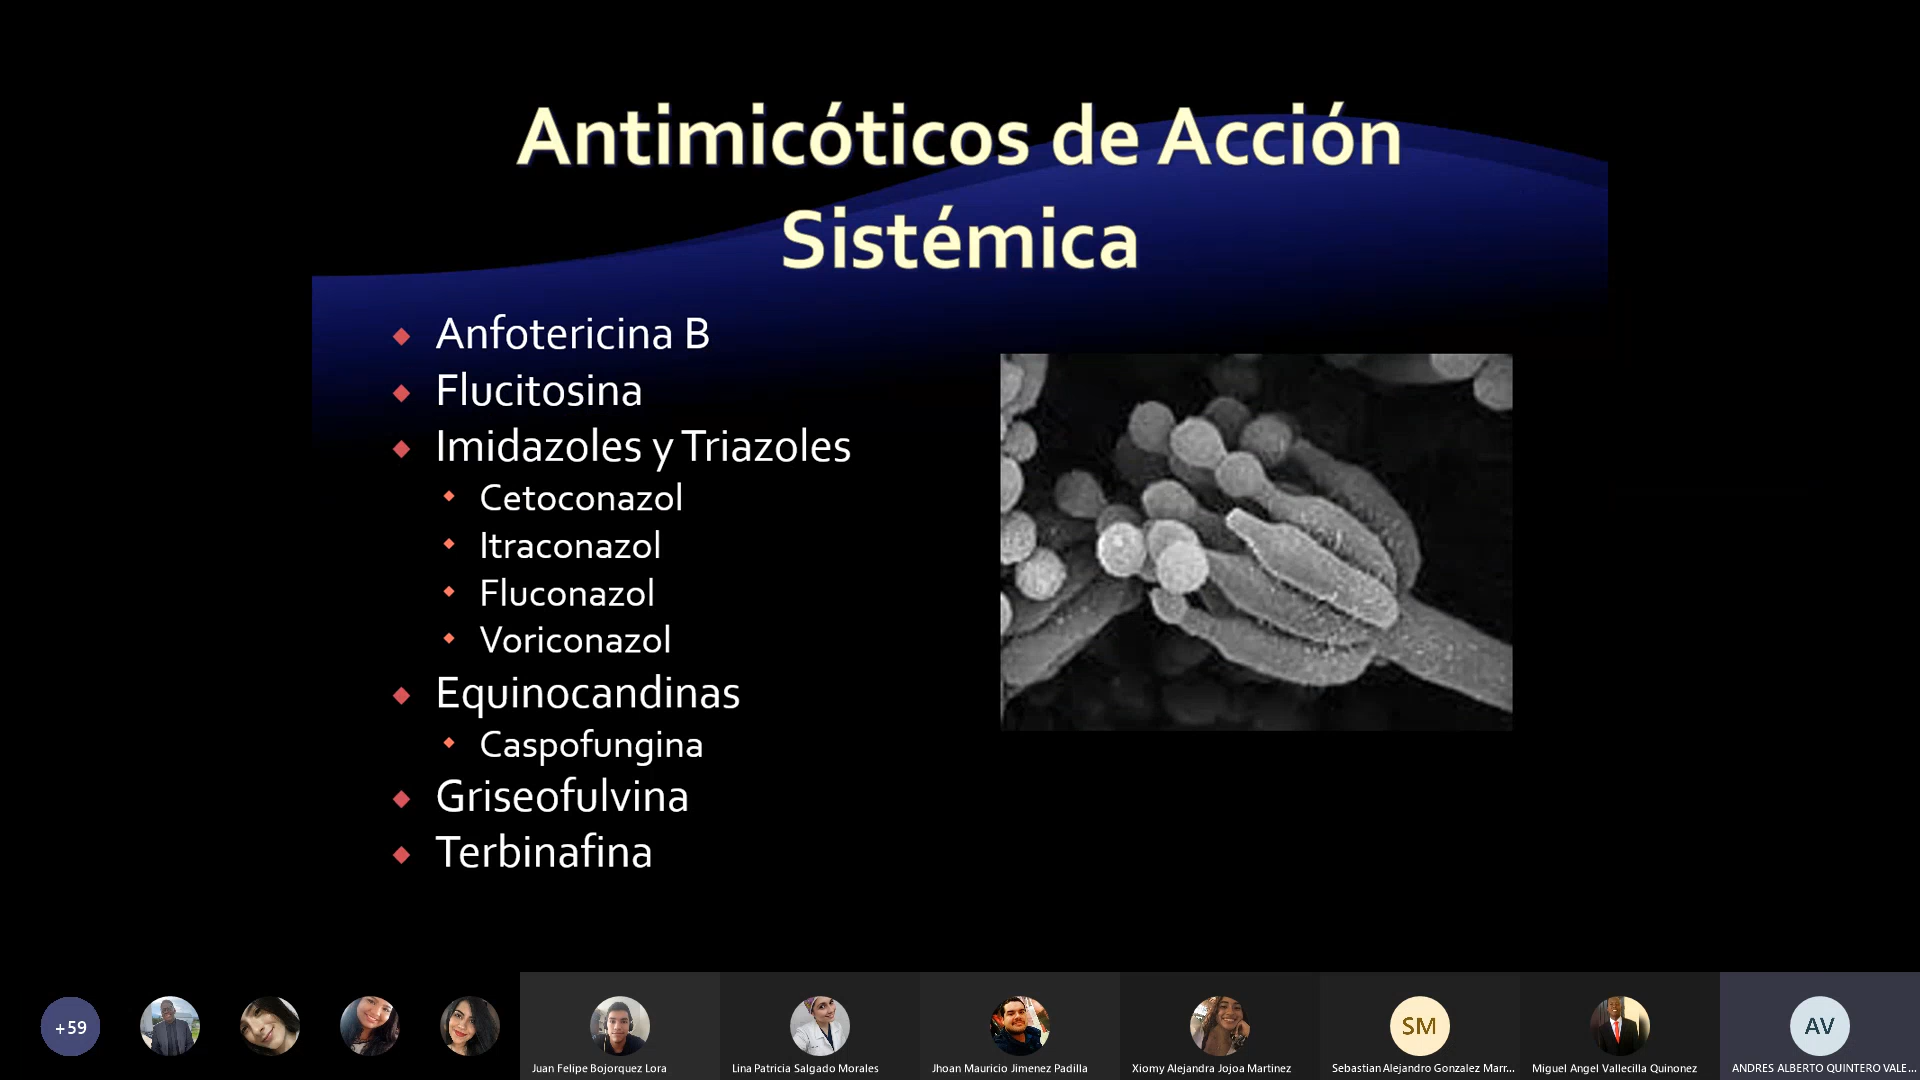 Antimicóticos de Acción
Sistémica
Anfotericina B
Flucitosina
Imidazoles y Triazoles
Cetoconazol
Itraconazol
Fluconazol
Voriconazol
Equinocandinas
Caspofungina
Griseofulvina
Terbinafina
+59
SM
AV
Juan Felipe Bojorquez Lora
Lina Patricia Salgado Morales
Jhoan Mauricio Jimenez Padilla
Xiomy Alejandra Jojoa Martinez
Sebastian Alejandro Gonzalez Marr...
Miguel Angel Vallecilla Quinonez
ANDRES ALBERTO QUINTERO VALE...